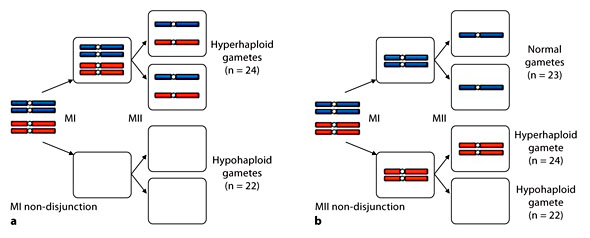 Hyperhaploid
gametes
(n = 24)
MI
MII
Hypohaploid
gametes
(n = 22)
MI non-disjunction
a
Normal
gametes
(n = 23)
MI
MII
Hyperhaploid
gamete
(n = 24)
Hypohaploid
gamete
(n = 22)
MII non-disjunction
b